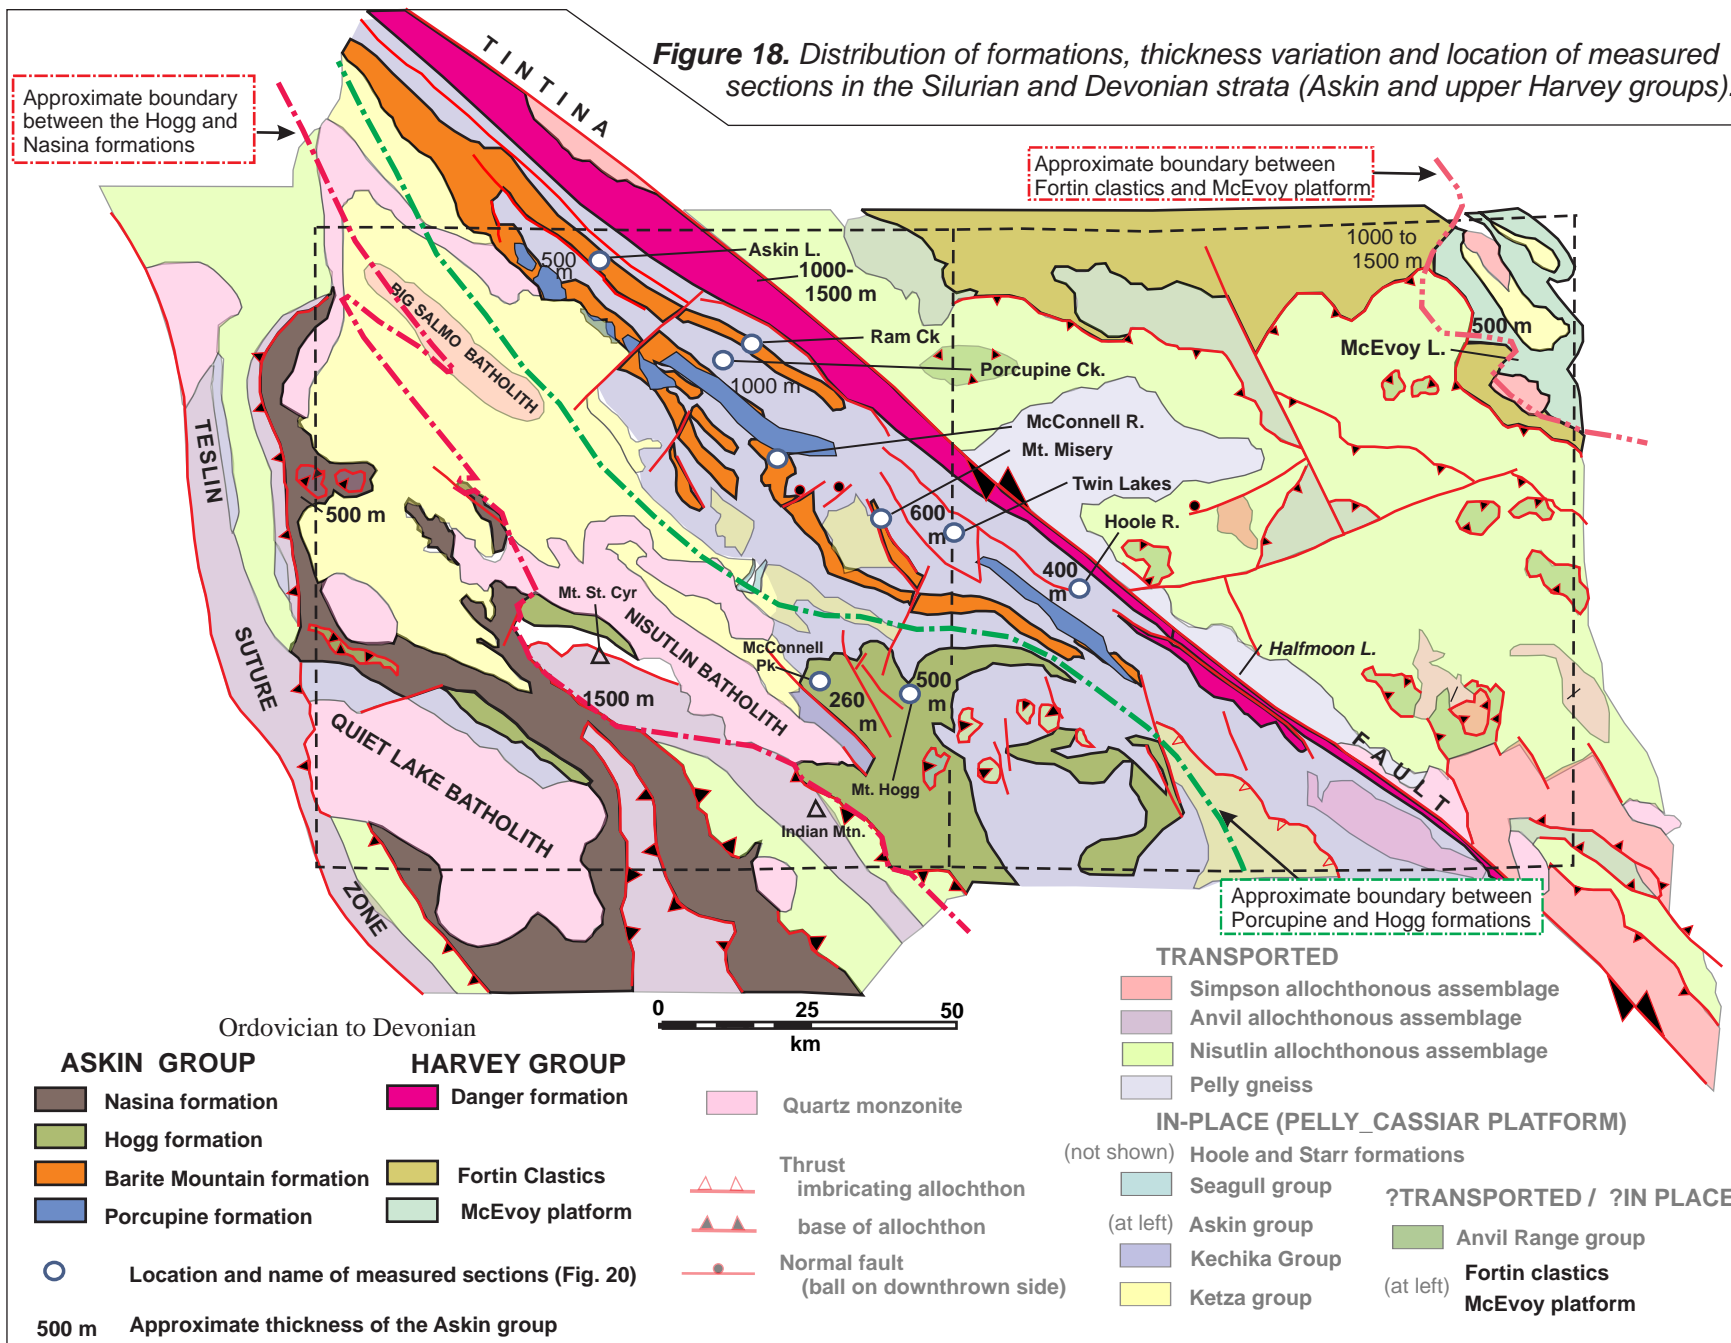 Figure 18. Distribution of formations, thickness variation and location of measured
sections in the Silurian and Devonian strata (Askin and upper Harvey groups).
Approximate boundary
between the Hogg and
Nasina formations
TINTINA
Approximate boundary between
Fortin clastics and McEvoy platform
1000 to
1500 m
500
m
Askin L.
1000-
1500 m
BIG SALMO BATHOLITH
Ram Ck
500 m
McEvoy L.
Porcupine Ck.
1000 m
McConnell R.
Mt. Misery
TESLIN
Twin Lakes
500 m
600
m
Hoole R.
400
m
Mt. St. Cyr
NISUTLIN BATHOLITH
SUTURE
McConnell
Pk
Halfmoon L.
1500 m
260
m
500
m
QUIET LAKE BATHOLITH
FAULT
Mt. Hogg
Indian Mtn.
ZONE
Approximate boundary between
Porcupine and Hogg formations
0 25 50
km
Ordovician to Devonian
ASKIN GROUP
Nasina formation
Hogg formation
Barite Mountain formation
Porcupine formation
HARVEY GROUP
Danger formation
Fortin Clastics
McEvoy platform
Location and name of measured sections (Fig. 20)
500 m Approximate thickness of the Askin group
Quartz monzonite
Thrust
imbricating allochthon
base of allochthon
Normal fault
(ball on downthrown side)
TRANSPORTED
Simpson allochthonous assemblage
Anvil allochthonous assemblage
Nisutlin allochthonous assemblage
Pelly gneiss
IN-PLACE (PELLY_CASSIAR PLATFORM)
(not shown) Hoole and Starr formations
Seagull group
(at left) Askin group
Kechika Group
Ketza group
?TRANSPORTED / ?IN PLACE
Anvil Range group
(at left) Fortin clastics
McEvoy platform